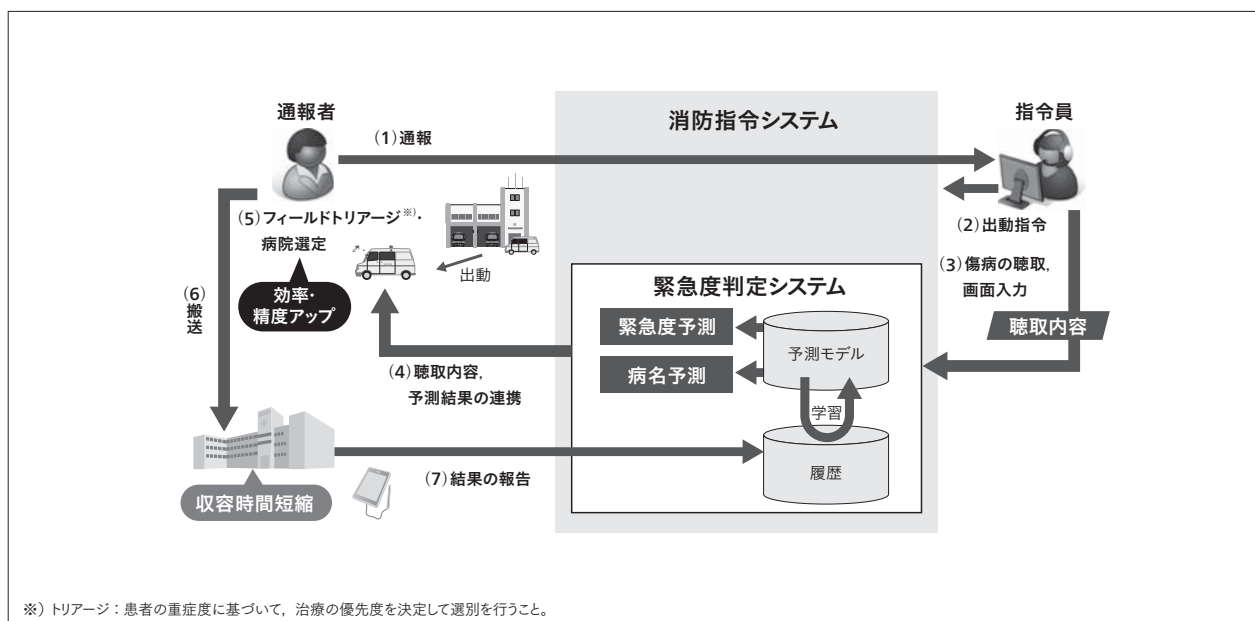 通報者
消防指令システム
指令員
(1)通報
(5)フィールドトリアージ※)・
病院選定
出動
(2)出動指令
(3)傷病の聴取,
画面入力
効率・
精度アップ
(6)
搬送
緊急度判定システム
緊急度予測
予測モデル
聴取内容
病名予測
(4)聴取内容,
予測結果の連携
学習
(7)結果の報告
履歴
収容時間短縮
※)トリアージ:患者の重症度に基づいて,治療の優先度を決定して選別を行うこと。